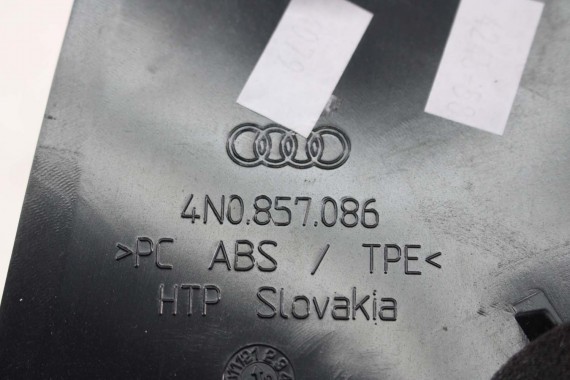 4N0.857.086
>PC ABS / TPE<
HTP Slovakia